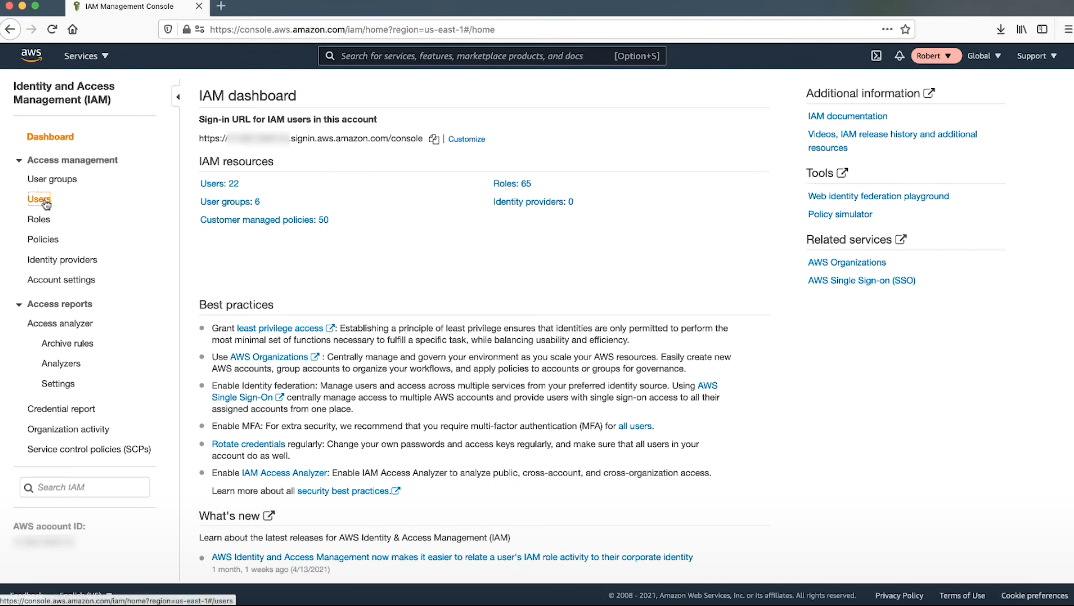 IAM Management Console
https://console.aws.amazon.com/iam/home?region=us-east-1#/home
aws
Services
Search for services, features, marketplace products, and docs
[Option+S]
Robert
Global
Support
Identity and Access
Management (IAM)
Dashboard
Access management
User groups
Users
Roles
Policies
Identity providers
Account settings
Access reports
Access analyzer
Archive rules
Analyzers
Settings
Credential report
Organization activity
Service control policies (SCPs)
Search IAM
AWS account ID:
IAM dashboard
Sign-in URL for IAM users in this account
https:// .signin.aws.amazon.com/console | Customize
IAM resources
Users: 22
Roles: 65
User groups: 6
Identity providers: 0
Customer managed policies: 50
Best practices
Grant least privilege access : Establishing a principle of least privilege ensures that identities are only permitted to perform the
most minimal set of functions necessary to fulfill a specific task, while balancing usability and efficiency.
Use AWS Organizations : Centrally manage and govern your environment as you scale your AWS resources. Easily create new
AWS accounts, group accounts to organize your workflows, and apply policies to accounts or groups for governance.
Enable Identity federation: Manage users and access across multiple services from your preferred identity source. Using AWS
Single Sign-On centrally manage access to multiple AWS accounts and provide users with single sign-on access to all their
assigned accounts from one place.
Enable MFA: For extra security, we recommend that you require multi-factor authentication (MFA) for all users.
Rotate credentials regularly: Change your own passwords and access keys regularly, and make sure that all users in your
account do as well.
Enable IAM Access Analyzer: Enable IAM Access Analyzer to analyze public, cross-account, and cross-organization access.
Learn more about all security best practices.
What's new
Learn about the latest releases for AWS Identity & Access Management (IAM)
AWS Identity and Access Management now makes it easier to relate a user's IAM role activity to their corporate identity
1 month, 1 weeks ago (4/13/2021)
Additional information
IAM documentation
Videos, IAM release history and additional
resources
Tools
Web identity federation playground
Policy simulator
Related services
AWS Organizations
AWS Single Sign-on (SSO)
https://console.aws.amazon.com/iam/home?region=us-east-1#/users
© 2008 - 2021, Amazon Web Services, Inc. or its affiliates. All rights reserved.
Privacy Policy
Terms of Use
Cookie preferences